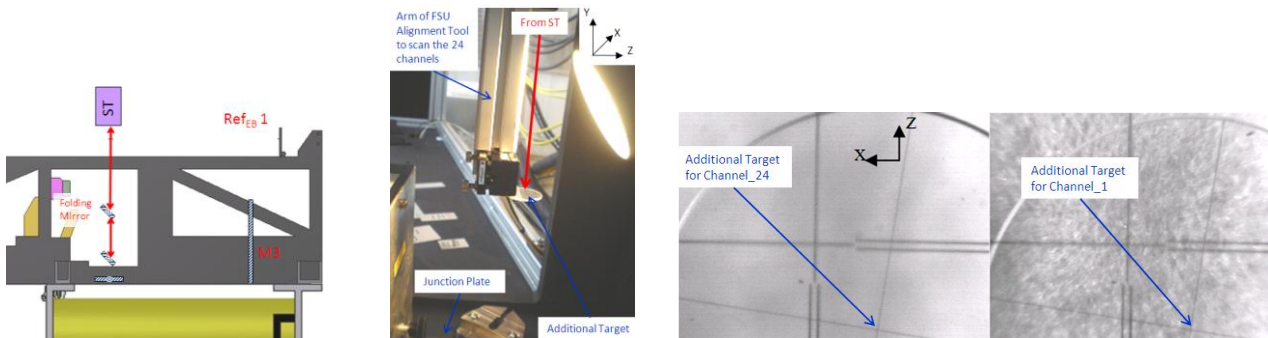 ST
Ref_EB 1
Folding
Mirror
M3
Arm of FSU
Alignment Tool
to scan the 24
channels
From ST
Y
X
Z
Junction Plate
Additional Target
Additional Target
for Channel_24
Z
X
Additional Target
for Channel_1